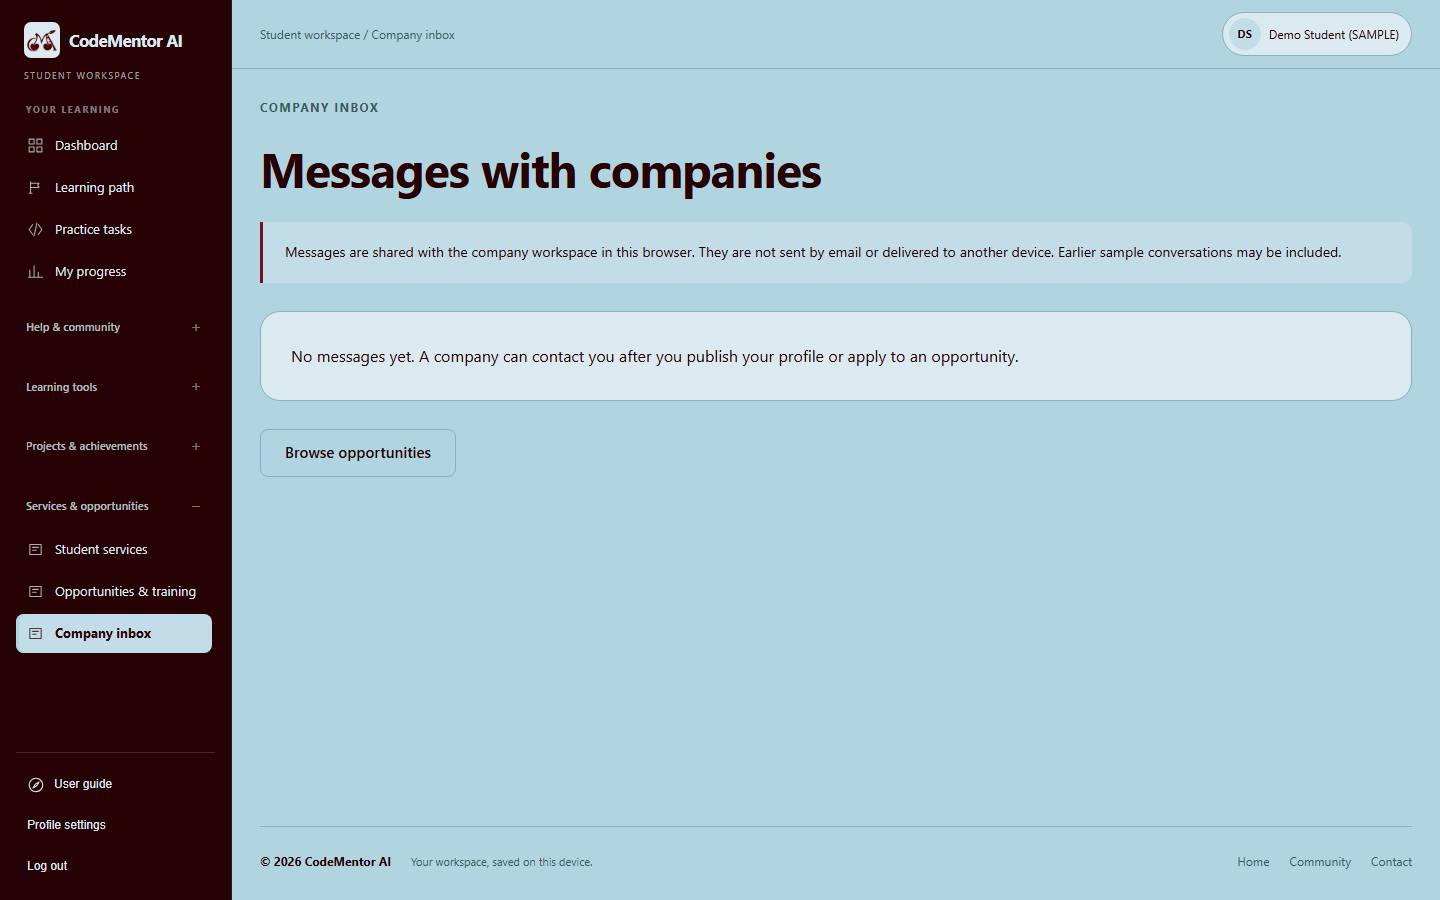 CodeMentor AI
STUDENT WORKSPACE
YOUR LEARNING
Dashboard
Learning path
Practice tasks
My progress
Help & community +
Learning tools +
Projects & achievements +
Services & opportunities –
Student services
Opportunities & training
Company inbox
User guide
Profile settings
Log out
Student workspace / Company inbox
DS Demo Student (SAMPLE)
COMPANY INBOX
Messages with companies
Messages are shared with the company workspace in this browser. They are not sent by email or delivered to another device. Earlier sample conversations may be included.
No messages yet. A company can contact you after you publish your profile or apply to an opportunity.
Browse opportunities
© 2026 CodeMentor AI Your workspace, saved on this device.
Home Community Contact